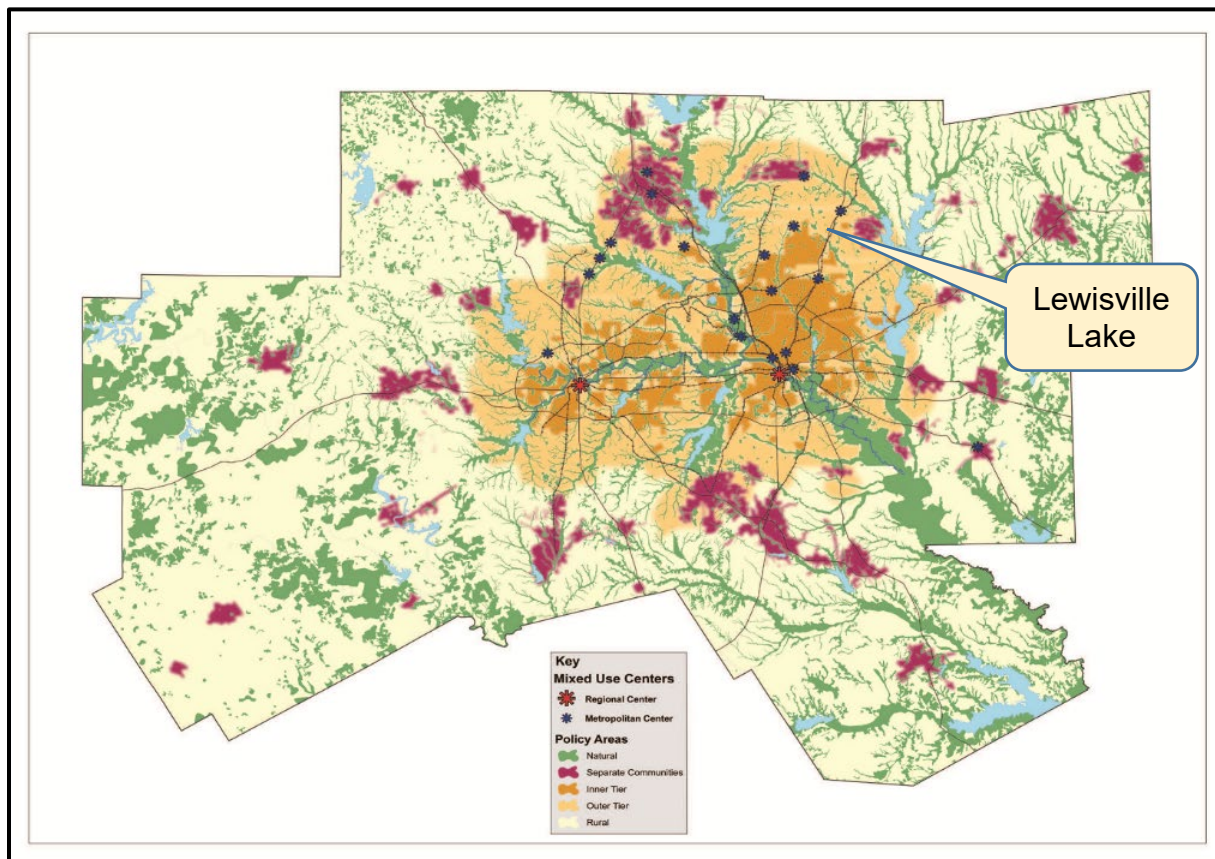 Lewisville
Lake
Key
Mixed Use Centers
Regional Center
Metropolitan Center
Policy Areas
Natural
Separate Communities
Inner Tier
Outer Tier
Rural